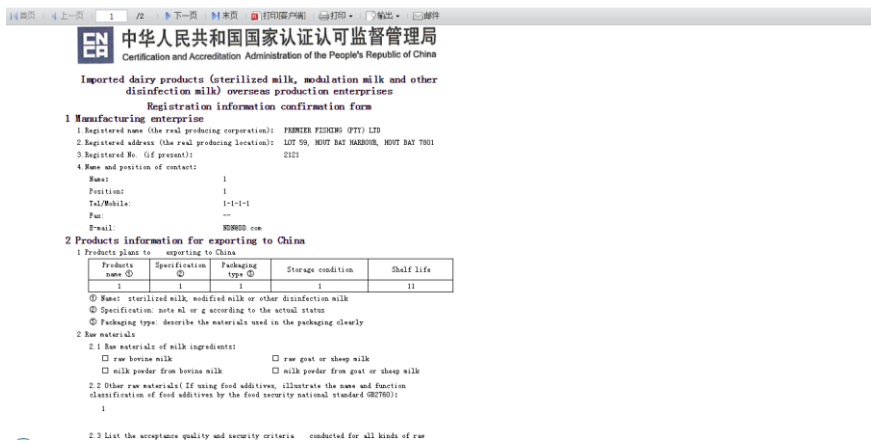 首页 上一页 1 /2 下一页 末页 打印[客户端] 打印 输出 邮件
CN CA 中华人民共和国国家认证认可监督管理局
Certification and Accreditation Administration of the People's Republic of China
Imported dairy products (sterilized milk, modulation milk and other
disinfection milk) overseas production enterprises
Registration information confirmation form
1 Manufacturing enterprise
1.Registered name (the real producing corporation): PREMIER FISHING (PTY) LTD
2.Registered address (the real producing location): LOT 59, HOUT BAY HARBOUR, HOUT BAY 7801
3.Registered No. (if present): 2121
4.Name and position of contact:
Name: 1
Position: 1
Tel/Mobile: 1-1-1-1
Fax: --
E-mail: NDN@DD.com
2 Products information for exporting to China
1 Products plans to exporting to China
Products name ① Specification ② Packaging type ③ Storage condition Shelf life
1 1 1 1 11
① Name: sterilized milk, modified milk or other disinfection milk
② Specification: note ml or g according to the actual status
③ Packaging type: describe the materials used in the packaging clearly
2 Raw materials
2.1 Raw materials of milk ingredients:
☐ raw bovine milk ☐ raw goat or sheep milk
☐ milk powder from bovine milk ☐ milk powder from goat or sheep milk
2.2 Other raw materials( If using food additives, illustrate the name and function
classification of food additives by the food security national standard GB2760):
1
2.3 List the acceptance quality and security criteria conducted for all kinds of raw